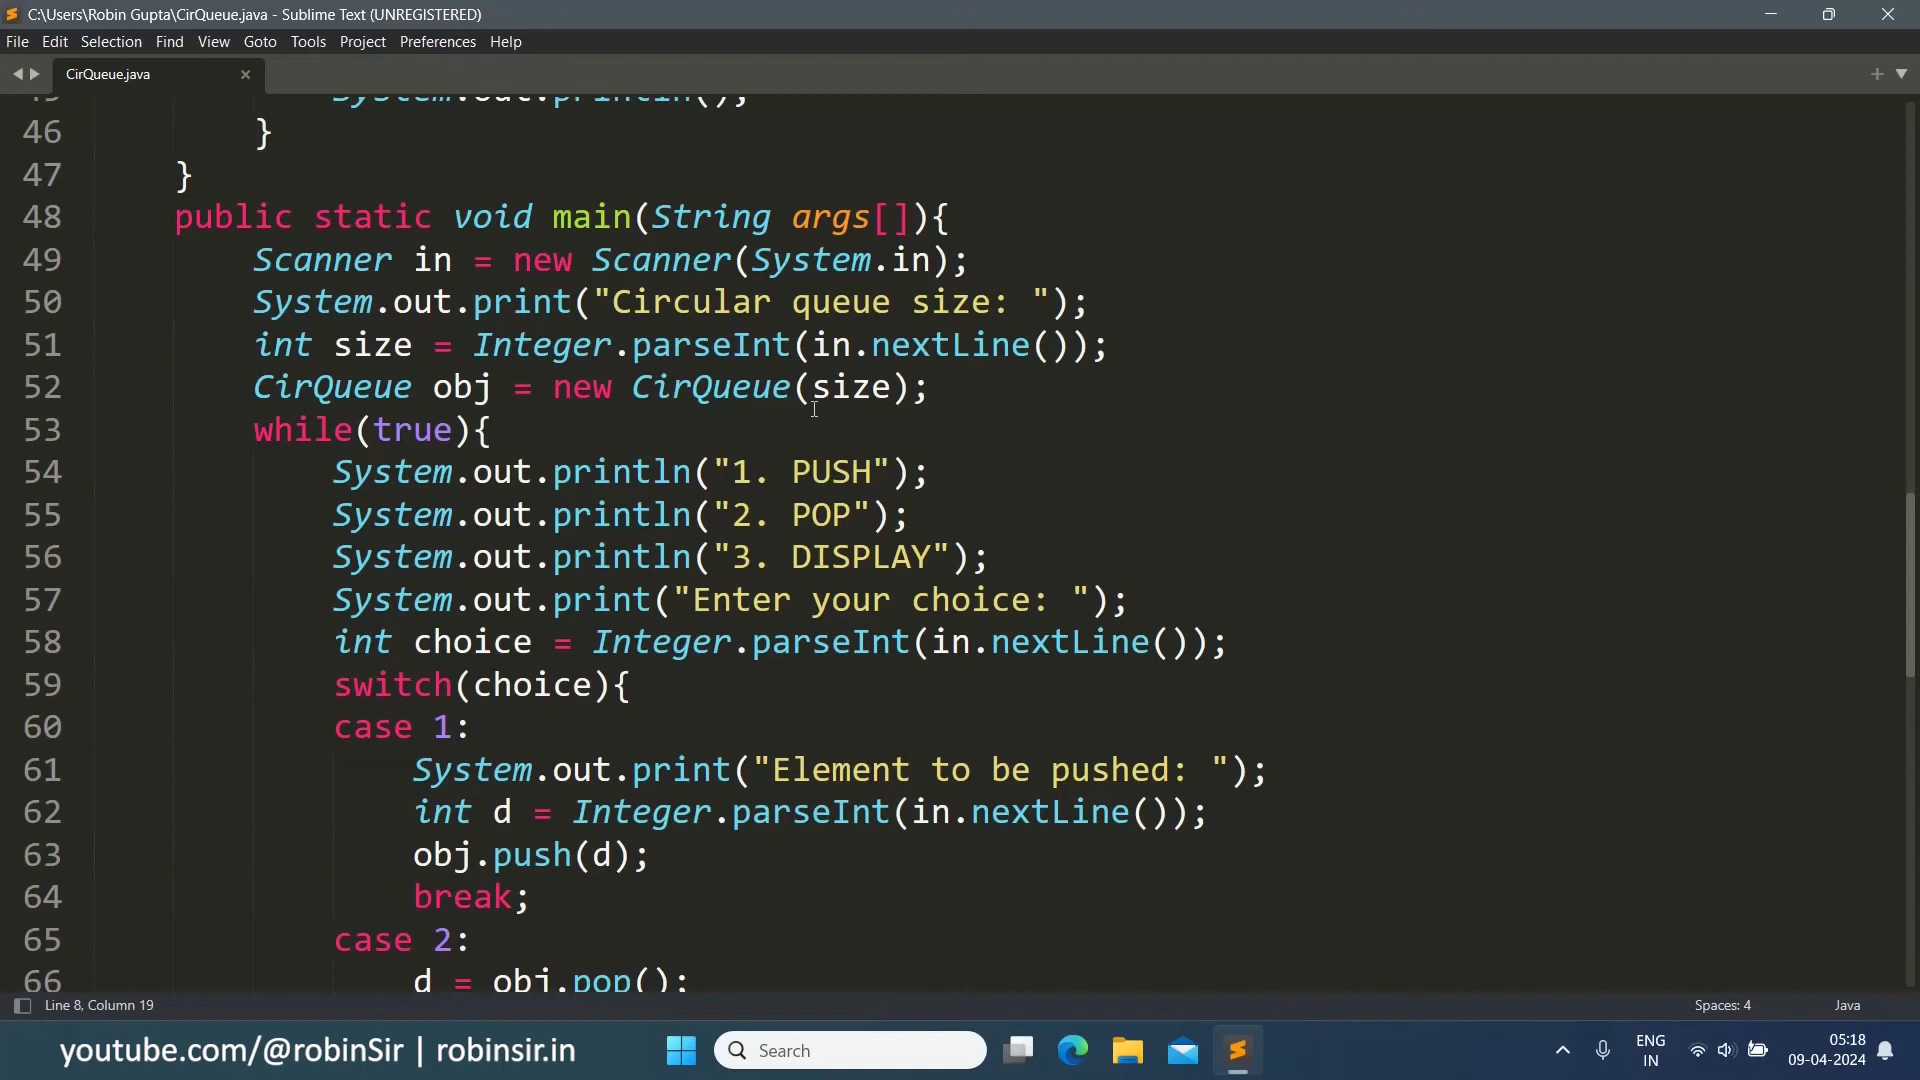 C:\Users\Robin Gupta\CirQueue.java - Sublime Text (UNREGISTERED)
File Edit Selection Find View Goto Tools Project Preferences Help
CirQueue.java
45 System.out.println();
46 }
47 }
48 public static void main(String args[]){
49 Scanner in = new Scanner(System.in);
50 System.out.print("Circular queue size: ");
51 int size = Integer.parseInt(in.nextLine());
52 CirQueue obj = new CirQueue(size);
53 while(true){
54 System.out.println("1. PUSH");
55 System.out.println("2. POP");
56 System.out.println("3. DISPLAY");
57 System.out.print("Enter your choice: ");
58 int choice = Integer.parseInt(in.nextLine());
59 switch(choice){
60 case 1:
61 System.out.print("Element to be pushed: ");
62 int d = Integer.parseInt(in.nextLine());
63 obj.push(d);
64 break;
65 case 2:
66 d = obj.pop();
Line 8, Column 19 Spaces: 4 Java
youtube.com/@robinSir | robinsir.in Search ENG IN 05:18 09-04-2024